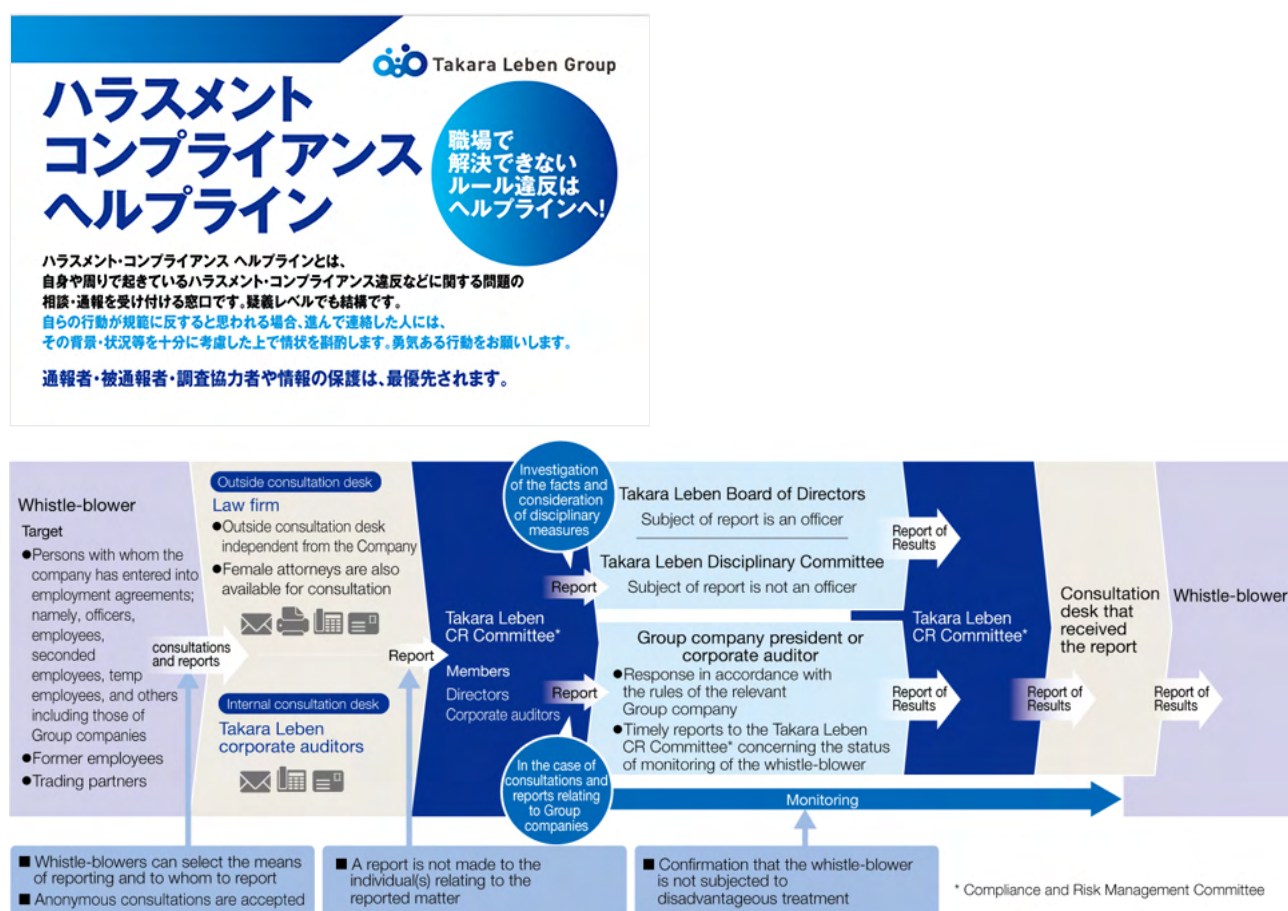 Takara Leben Group
ハラスメント
コンプライアンス
ヘルプライン
職場で
解決できない
ルール違反は
ヘルプラインへ!
ハラスメント・コンプライアンス ヘルプラインとは、
自身や周りで起きているハラスメント・コンプライアンス違反などに関する問題の
相談・通報を受け付ける窓口です。疑義レベルでも結構です。
自らの行動が規範に反すると思われる場合、進んで連絡した人には、
その背景・状況等を十分に考慮した上で情状を斟酌します。勇気ある行動をお願いします。
通報者・被通報者・調査協力者や情報の保護は、最優先されます。
Whistle-blower
Target
●Persons with whom the
company has entered into
employment agreements;
namely, officers,
employees,
seconded
employees, temp
employees, and others
including those of
Group companies
●Former employees
●Trading partners
consultations
and reports
Outside consultation desk
Law firm
●Outside consultation desk
independent from the Company
●Female attorneys are also
available for consultation
Internal consultation desk
Takara Leben
corporate auditors
Report
Takara Leben
CR Committee*
Members
Directors
Corporate auditors
Investigation
of the facts and
consideration
of disciplinary
measures
Report
Takara Leben Board of Directors
Subject of report is an officer
Takara Leben Disciplinary Committee
Subject of report is not an officer
Report of
Results
In the case of
consultations and
reports relating
to Group
companies
Report
Group company president or
corporate auditor
●Response in accordance with
the rules of the relevant
Group company
●Timely reports to the Takara Leben
CR Committee* concerning the status
of monitoring of the whistle-blower
Report of
Results
Takara Leben
CR Committee*
Report of
Results
Consultation
desk that
received
the report
Report of
Results
Whistle-blower
Monitoring
■ Whistle-blowers can select the means
of reporting and to whom to report
■ Anonymous consultations are accepted
■ A report is not made to the
individual(s) relating to the
reported matter
■ Confirmation that the whistle-blower
is not subjected to
disadvantageous treatment
* Compliance and Risk Management Committee